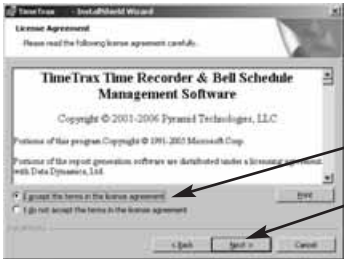 TimeTrax - InstallShield Wizard
License Agreement
Please read the following license agreement carefully.
TimeTrax Time Recorder & Bell Schedule
Management Software
Copyright © 2001-2006 Pyramid Technologies, LLC
Portions of this program Copyright © 1991-2003 Microsoft Corp.
Portions of the report generation software are distributed under a licensing agreement
with Data Dynamics, Ltd.
I accept the terms in the license agreement
Print
I do not accept the terms in the license agreement
< Back
Next >
Cancel